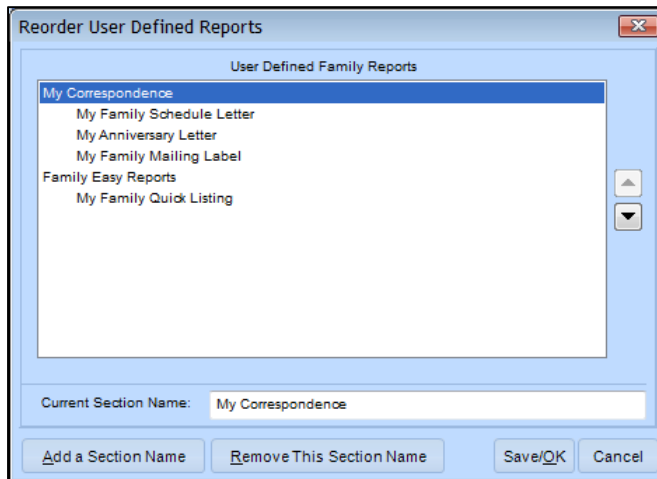 Reorder User Defined Reports
User Defined Family Reports
My Correspondence
My Family Schedule Letter
My Anniversary Letter
My Family Mailing Label
Family Easy Reports
My Family Quick Listing
Current Section Name: My Correspondence
Add a Section Name Remove This Section Name Save/OK Cancel